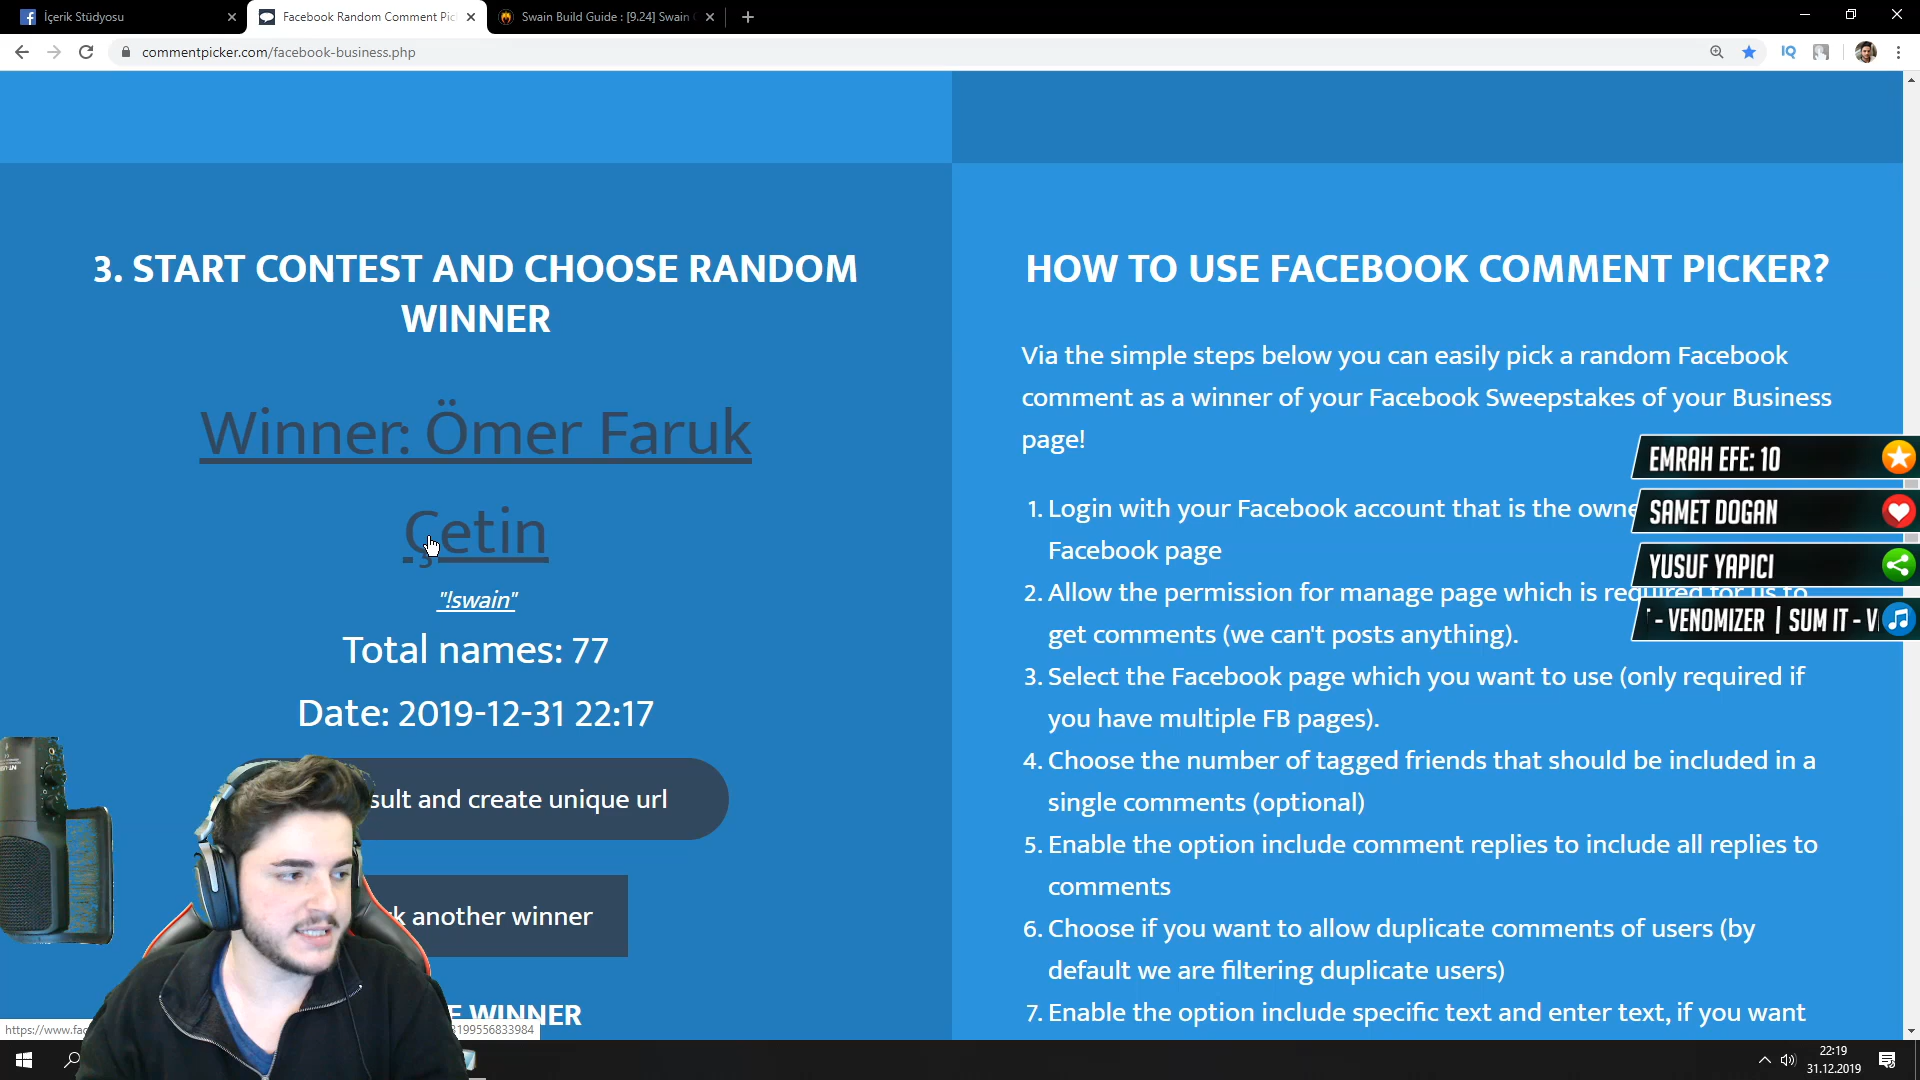 İçerik Stüdyosu
Facebook Random Comment Pic
Swain Build Guide : [9.24] Swain
commentpicker.com/facebook-business.php
3. START CONTEST AND CHOOSE RANDOM
WINNER
Winner: Ömer Faruk
Çetin
"!swain"
Total names: 77
Date: 2019-12-31 22:17
sult and create unique url
k another winner
E WINNER
HOW TO USE FACEBOOK COMMENT PICKER?
Via the simple steps below you can easily pick a random Facebook
comment as a winner of your Facebook Sweepstakes of your Business
page!
1. Login with your Facebook account that is the owne
Facebook page
2. Allow the permission for manage page which is required for us to
get comments (we can't posts anything).
3. Select the Facebook page which you want to use (only required if
you have multiple FB pages).
4. Choose the number of tagged friends that should be included in a
single comments (optional)
5. Enable the option include comment replies to include all replies to
comments
6. Choose if you want to allow duplicate comments of users (by
default we are filtering duplicate users)
7. Enable the option include specific text and enter text, if you want
EMRAH EFE: 10
SAMET DOGAN
YUSUF YAPICI
- VENOMIZER | SUM IT - V
https://www.fac
3199556833984
22:19
31.12.2019